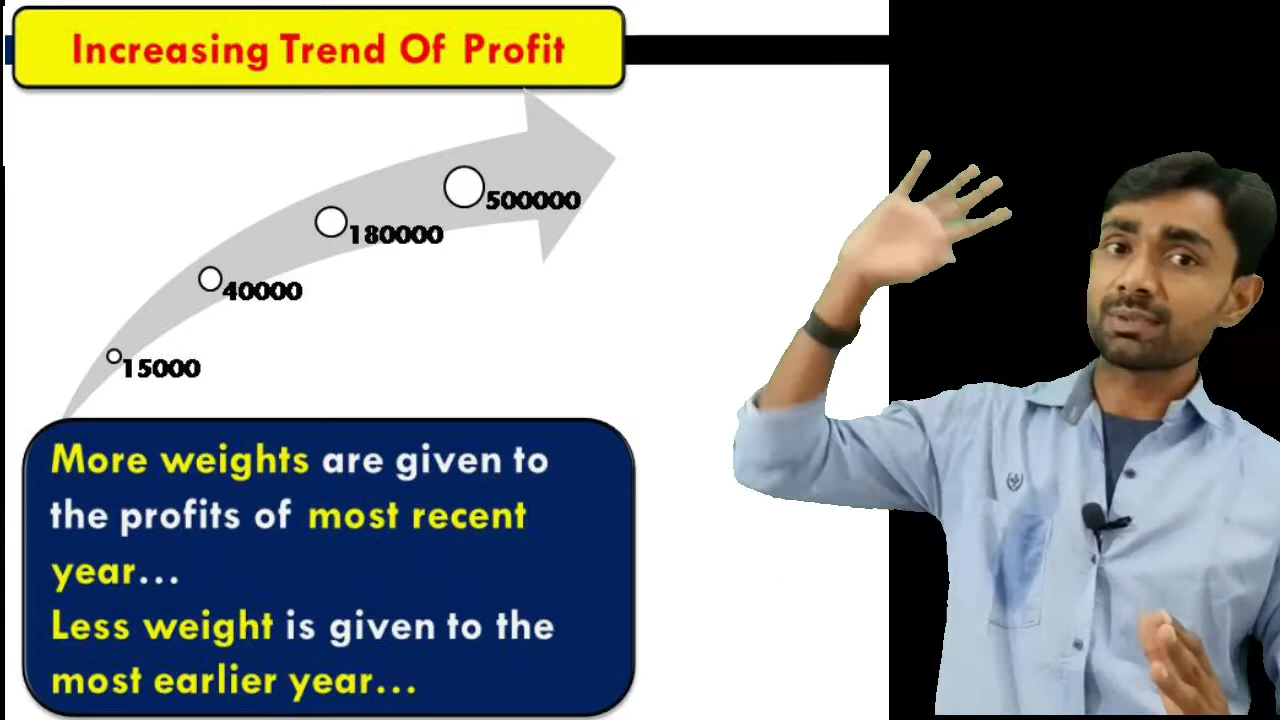 Increasing Trend Of Profit
500000
180000
40000
15000
More weights are given to
the profits of most recent
year...
Less weight is given to the
most earlier year...